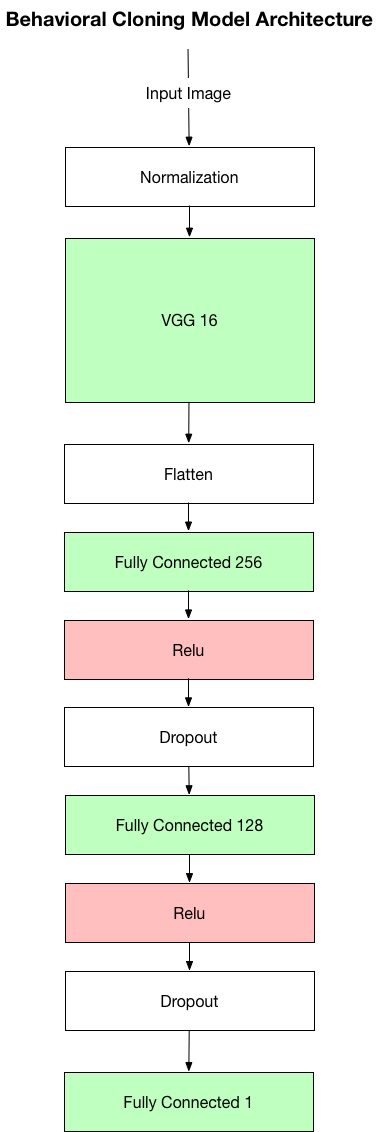 Behavioral Cloning Model Architecture
Input Image
Normalization
VGG 16
Flatten
Fully Connected 256
Relu
Dropout
Fully Connected 128
Relu
Dropout
Fully Connected 1